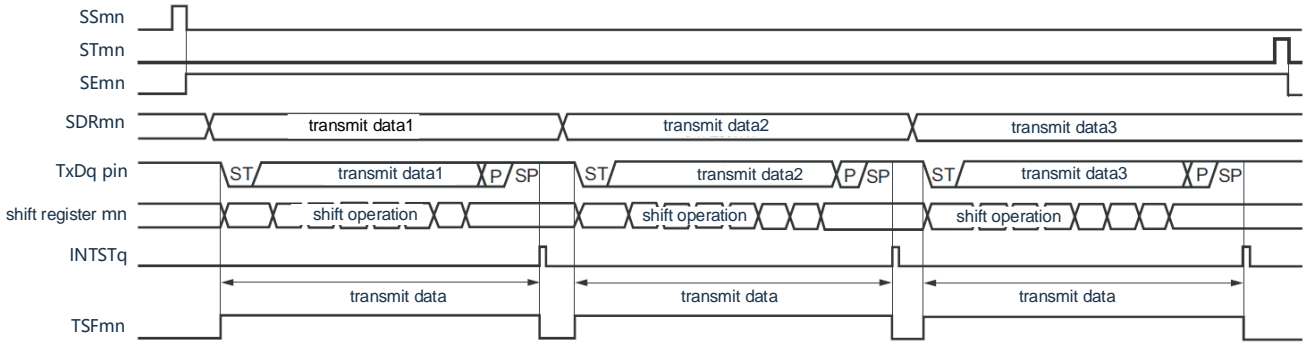 SSmn
STmn
SEmn
SDRmn transmit data1 transmit data2 transmit data3
TxDq pin ST transmit data1 P SP ST transmit data2 P SP ST transmit data3 P SP
shift register mn shift operation shift operation shift operation
INTSTq
transmit data transmit data transmit data
TSFmn